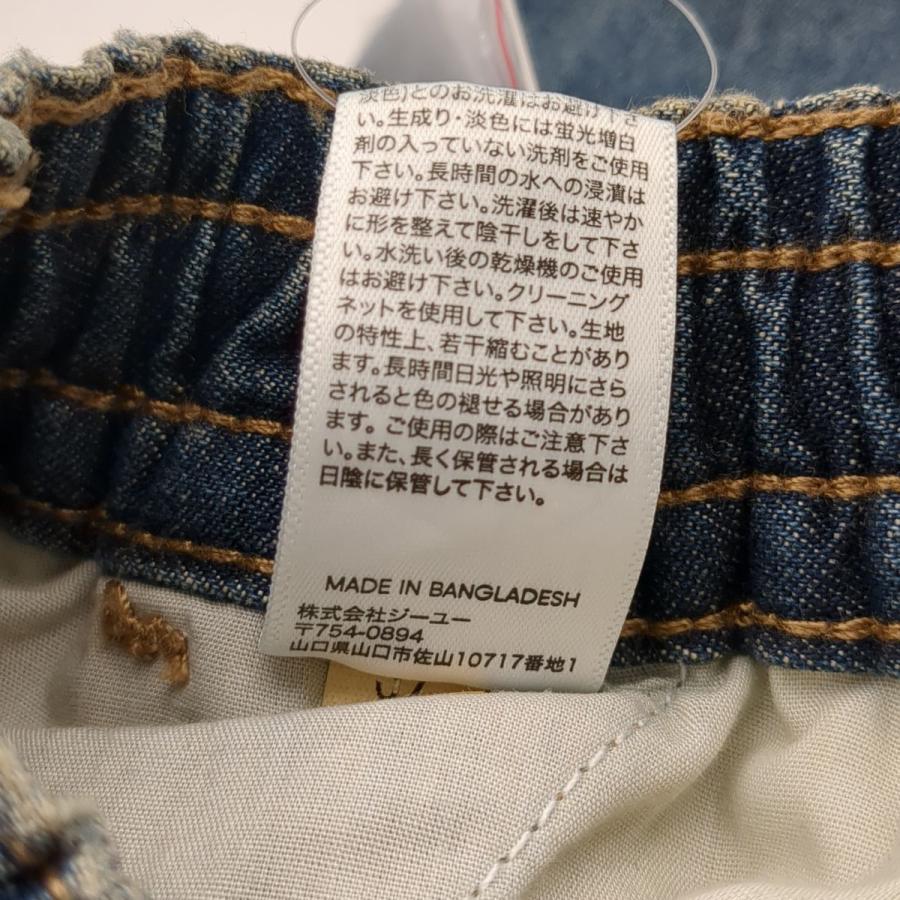 淡色)とのお洗濯はお避け下さ
い。生成り・淡色には蛍光増白
剤の入っていない洗剤をご使用
下さい。長時間の水への浸漬は
お避け下さい。洗濯後は速やか
に形を整えて陰干しをして下さ
い。水洗い後の乾燥機のご使用
はお避け下さい。クリーニング
ネットを使用して下さい。生地
の特性上、若干縮むことがあり
ます。長時間日光や照明にさら
されると色の褪せる場合があり
ます。ご使用の際はご注意下さ
い。また、長く保管される場合は
日陰に保管して下さい。
MADE IN BANGLADESH
株式会社ジーユー
〒754-0894
山口県山口市佐山10717番地1